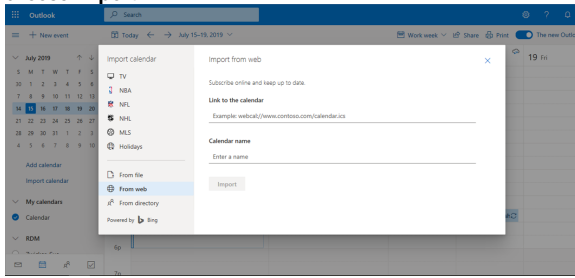 Outlook
Search
New event
Today
July 15–19, 2019
Work week
Share
Print
The new Outlo
July 2019
S M T W T F S
30 1 2 3 4 5 6
7 8 9 10 11 12 13
14 15 16 17 18 19 20
21 22 23 24 25 26 27
28 29 30 31 1 2 3
4 5 6 7 8 9 10
Add calendar
Import calendar
My calendars
Calendar
RDM
Import calendar
TV
NBA
NFL
NHL
MLS
Holidays
From file
From web
From directory
Powered by Bing
Import from web
Subscribe online and keep up to date.
Link to the calendar
Example: webcal//www.contoso.com/calendar.ics
Calendar name
Enter a name
Import
19 Fri
6p
7p